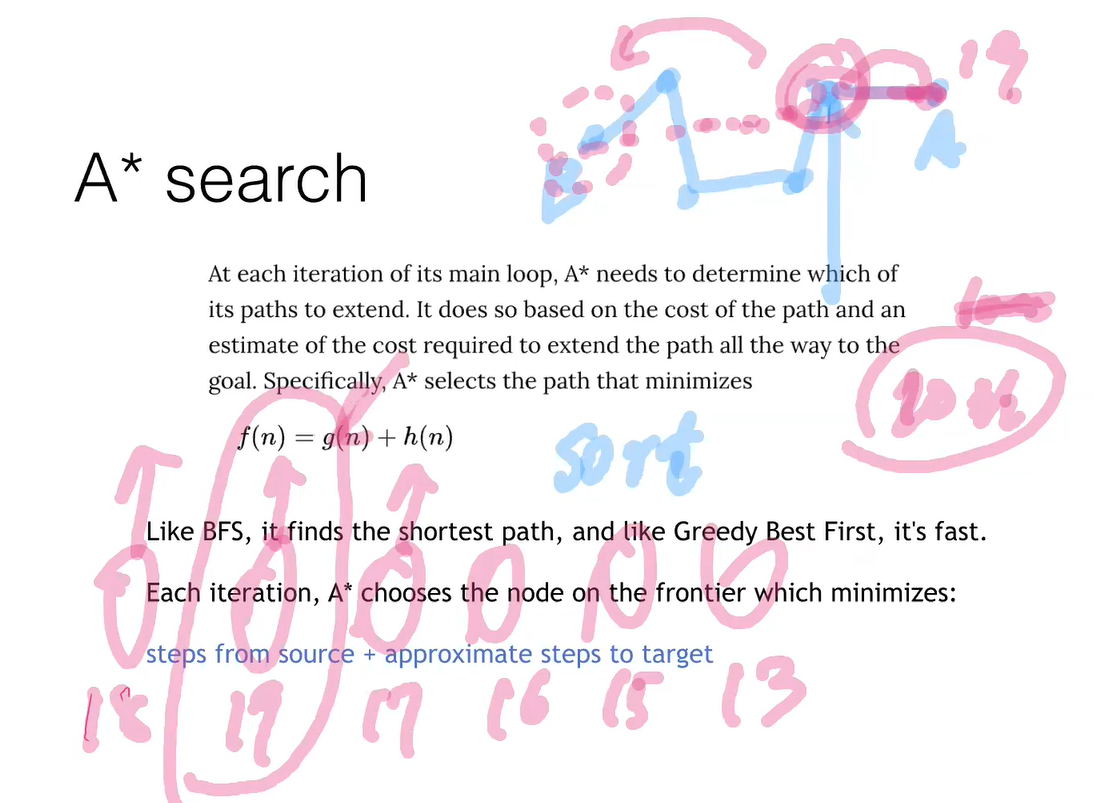 19
A
B
A* search
At each iteration of its main loop, A* needs to determine which of
its paths to extend. It does so based on the cost of the path and an
estimate of the cost required to extend the path all the way to the
goal. Specifically, A* selects the path that minimizes
f(n) = g(n) + h(n)
sort
Like BFS, it finds the shortest path, and like Greedy Best First, it's fast.
Each iteration, A* chooses the node on the frontier which minimizes:
steps from source + approximate steps to target
18 19 17 16 15 13